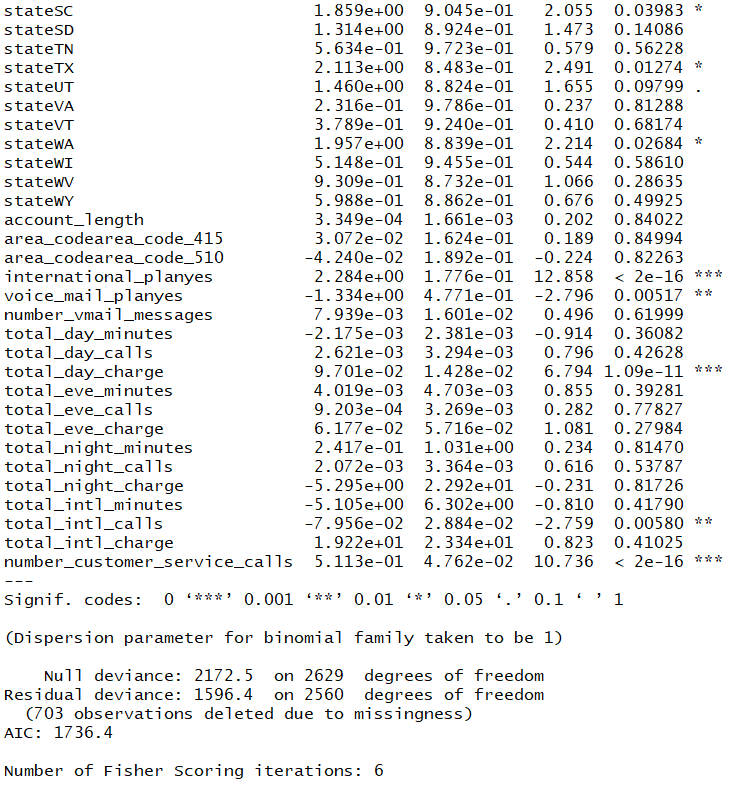 stateSC 1.859e+00 9.045e-01 2.055 0.03983 *
stateSD 1.314e+00 8.924e-01 1.473 0.14086
stateTN 5.634e-01 9.723e-01 0.579 0.56228
stateTX 2.113e+00 8.483e-01 2.491 0.01274 *
stateUT 1.460e+00 8.824e-01 1.655 0.09799 .
stateVA 2.316e-01 9.786e-01 0.237 0.81288
stateVT 3.789e-01 9.240e-01 0.410 0.68174
stateWA 1.957e+00 8.839e-01 2.214 0.02684 *
stateWI 5.148e-01 9.455e-01 0.544 0.58610
stateWV 9.309e-01 8.732e-01 1.066 0.28635
stateWY 5.988e-01 8.862e-01 0.676 0.49925
account_length 3.349e-04 1.661e-03 0.202 0.84022
area_codearea_code_415 3.072e-02 1.624e-01 0.189 0.84994
area_codearea_code_510 -4.240e-02 1.892e-01 -0.224 0.82263
international_planyes 2.284e+00 1.776e-01 12.858 < 2e-16 ***
voice_mail_planyes -1.334e+00 4.771e-01 -2.796 0.00517 **
number_vmail_messages 7.939e-03 1.601e-02 0.496 0.61999
total_day_minutes -2.175e-03 2.381e-03 -0.914 0.36082
total_day_calls 2.621e-03 3.294e-03 0.796 0.42628
total_day_charge 9.701e-02 1.428e-02 6.794 1.09e-11 ***
total_eve_minutes 4.019e-03 4.703e-03 0.855 0.39281
total_eve_calls 9.203e-04 3.269e-03 0.282 0.77827
total_eve_charge 6.177e-02 5.716e-02 1.081 0.27984
total_night_minutes 2.417e-01 1.031e+00 0.234 0.81470
total_night_calls 2.072e-03 3.364e-03 0.616 0.53787
total_night_charge -5.295e+00 2.292e+01 -0.231 0.81726
total_intl_minutes -5.105e+00 6.302e+00 -0.810 0.41790
total_intl_calls -7.956e-02 2.884e-02 -2.759 0.00580 **
total_intl_charge 1.922e+01 2.334e+01 0.823 0.41025
number_customer_service_calls 5.113e-01 4.762e-02 10.736 < 2e-16 ***
---
Signif. codes: 0 ‘***’ 0.001 ‘**’ 0.01 ‘*’ 0.05 ‘.’ 0.1 ‘ ’ 1
(Dispersion parameter for binomial family taken to be 1)
Null deviance: 2172.5 on 2629 degrees of freedom
Residual deviance: 1596.4 on 2560 degrees of freedom
(703 observations deleted due to missingness)
AIC: 1736.4
Number of Fisher Scoring iterations: 6